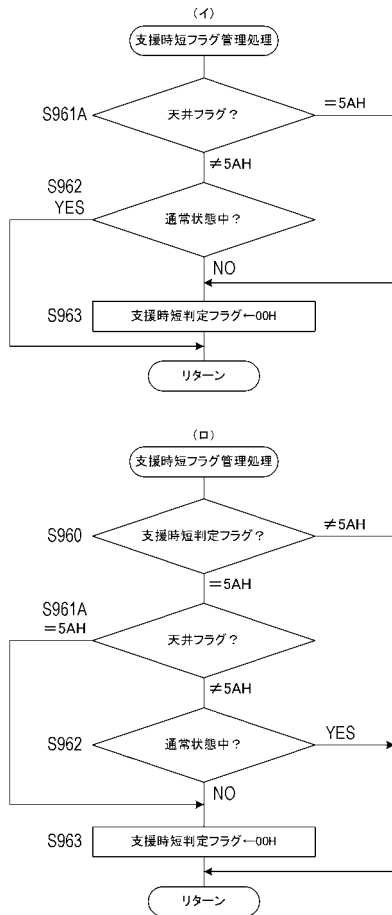 (イ)
支援時短フラグ管理処理
S961A
天井フラグ？
＝5AH
≠5AH
S962
YES
通常状態中？
NO
S963
支援時短判定フラグ←00H
リターン
(ロ)
支援時短フラグ管理処理
S960
支援時短判定フラグ？
≠5AH
＝5AH
S961A
＝5AH
天井フラグ？
≠5AH
S962
通常状態中？
YES
NO
S963
支援時短判定フラグ←00H
リターン